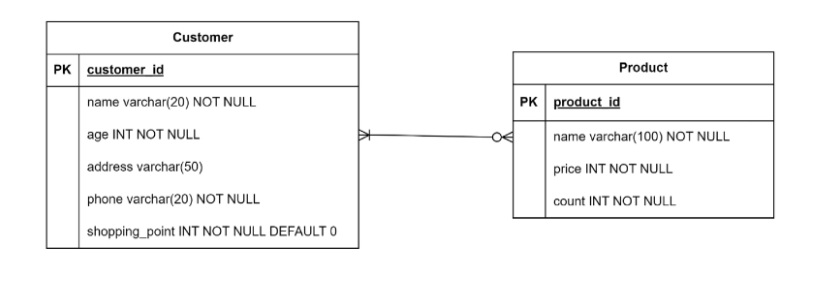 Customer
PK customer_id
name varchar(20) NOT NULL
age INT NOT NULL
address varchar(50)
phone varchar(20) NOT NULL
shopping_point INT NOT NULL DEFAULT 0
Product
PK product_id
name varchar(100) NOT NULL
price INT NOT NULL
count INT NOT NULL